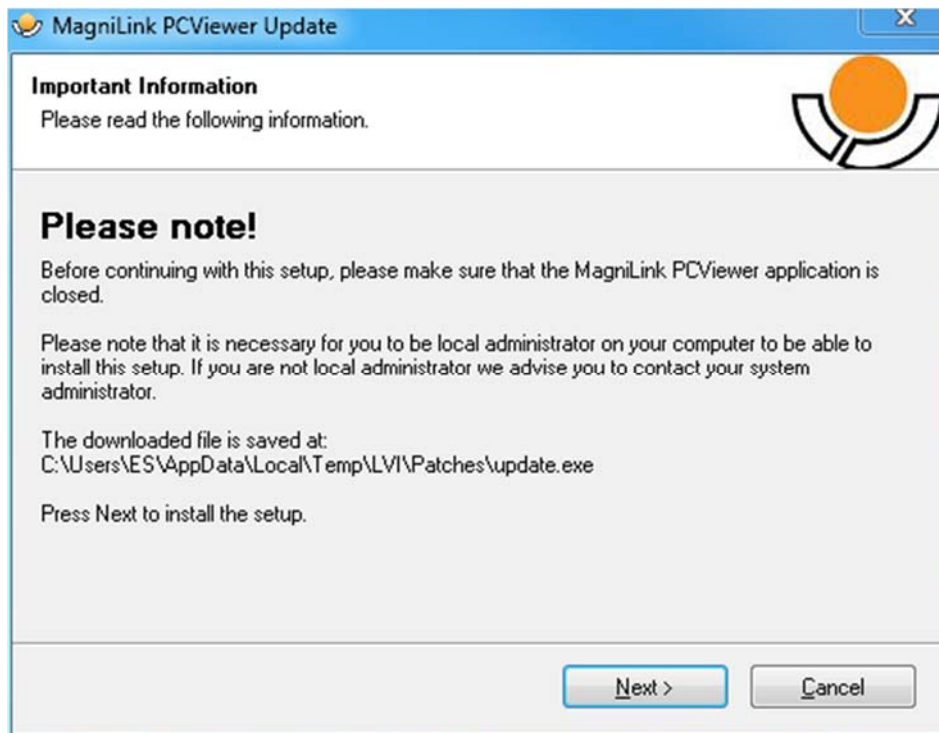 MagniLink PCViewer Update
Important Information
Please read the following information.
Please note!
Before continuing with this setup, please make sure that the MagniLink PCViewer application is
closed.
Please note that it is necessary for you to be local administrator on your computer to be able to
install this setup. If you are not local administrator we advise you to contact your system
administrator.
The downloaded file is saved at:
C:\Users\ES\AppData\Local\Temp\LVI\Patches\update.exe
Press Next to install the setup.
Next >
Cancel